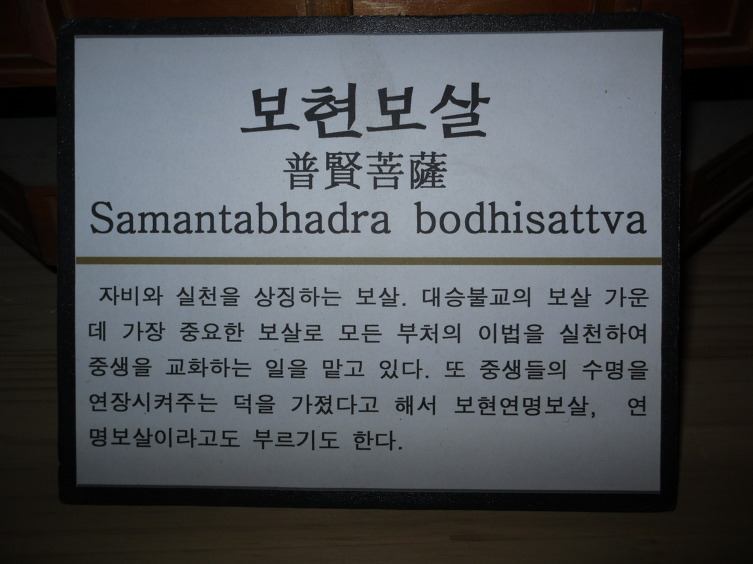 보현보살
普賢菩薩
Samantabhadra bodhisattva
자비와 실천을 상징하는 보살. 대승불교의 보살 가운
데 가장 중요한 보살로 모든 부처의 이법을 실천하여
중생을 교화하는 일을 맡고 있다. 또 중생들의 수명을
연장시켜주는 덕을 가졌다고 해서 보현연명보살, 연
명보살이라고도 부르기도 한다.